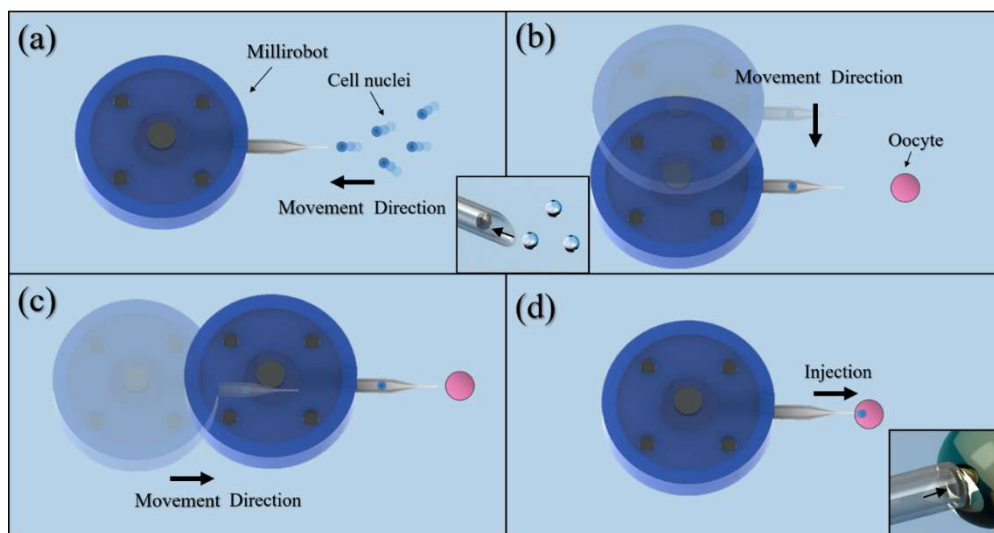 (a)
Millirobot
Cell nuclei
Movement Direction
(b)
Movement Direction
Oocyte
(c)
Movement Direction
(d)
Injection